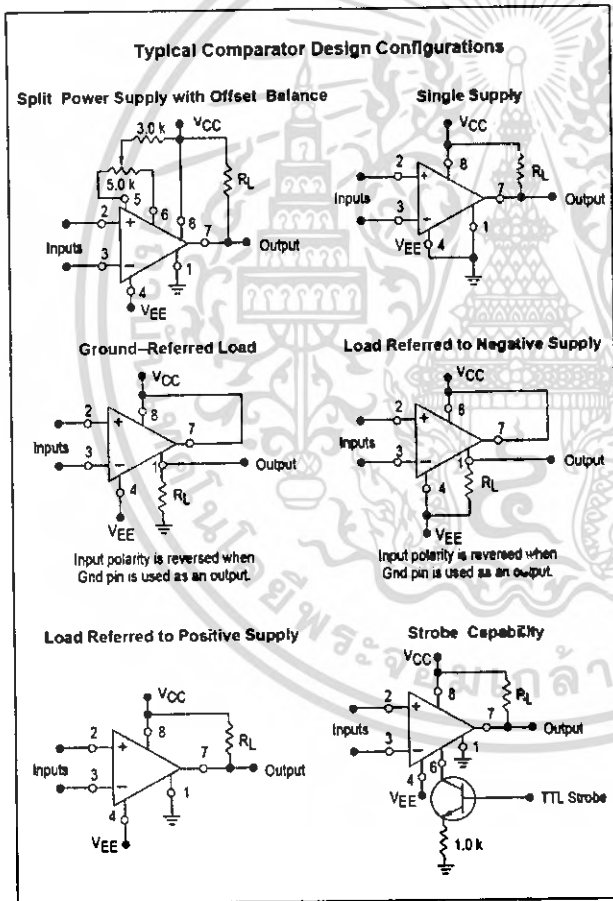 Typical Comparator Design Configurations
Split Power Supply with Offset Balance
3.0 k
VCC
5.0 k
5
6
8
RL
2
+
7
Inputs
Output
3
−
1
4
VEE
Single Supply
VCC
8
RL
2
+
7
Output
Inputs
3
−
1
VEE
4
Ground–Referred Load
VCC
8
2
+
7
Inputs
3
−
1
Output
4
RL
VEE
Input polarity is reversed when
Gnd pin is used as an output.
Load Referred to Negative Supply
VCC
2
+
7
Inputs
3
−
1
Output
4
RL
VEE
Input polarity is reversed when
Gnd pin is used as an output.
Load Referred to Positive Supply
VCC
8
RL
2
+
7
Inputs
Output
3
−
1
4
VEE
Strobe Capability
VCC
8
RL
2
+
7
Output
Inputs
3
−
1
4
6
VEE
TTL Strobe
1.0 k